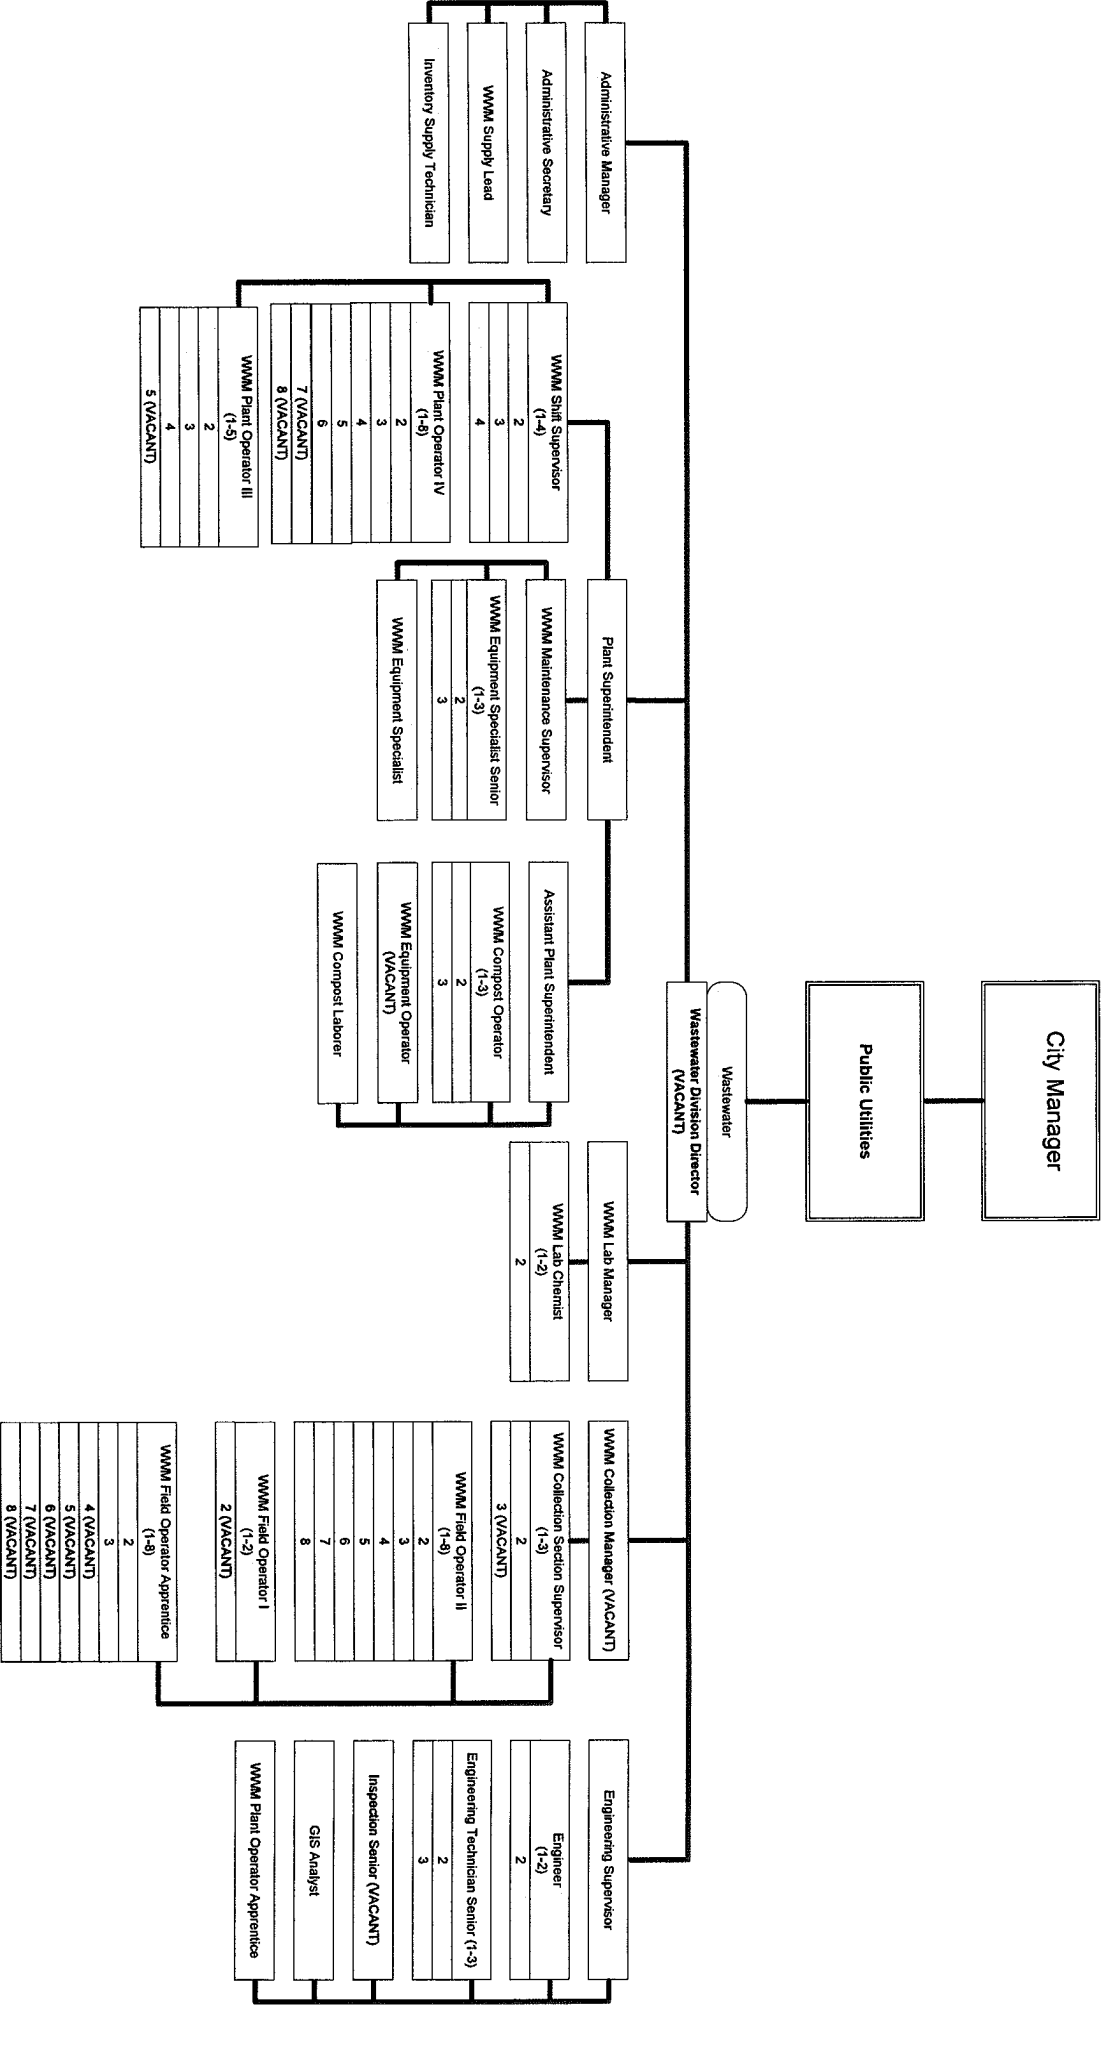 City Manager
Public Utilities
Wastewater
Wastewater Division Director
(VACANT)
Administrative Manager
Administrative Secretary
WWM Supply Lead
Inventory Supply Technician
Plant Superintendent
WWM Shift Supervisor
(1-4)
2
3
4
WWM Plant Operator IV
(1-8)
2
3
4
5
6
7 (VACANT)
8 (VACANT)
WWM Plant Operator III
(1-5)
2
3
4
5 (VACANT)
WWM Maintenance Supervisor
WWM Equipment Specialist Senior
(1-3)
2
3
WWM Equipment Specialist
Assistant Plant Superintendent
WWM Compost Operator
(1-3)
2
3
WWM Equipment Operator
(VACANT)
WWM Compost Laborer
WWM Lab Manager
WWM Lab Chemist
(1-2)
2
WWM Collection Manager (VACANT)
WWM Collection Section Supervisor
(1-3)
2
3 (VACANT)
WWM Field Operator II
(1-8)
2
3
4
5
6
7
8
WWM Field Operator I
(1-2)
2 (VACANT)
WWM Field Operator Apprentice
(1-8)
2
3
4 (VACANT)
5 (VACANT)
6 (VACANT)
7 (VACANT)
8 (VACANT)
Engineering Supervisor
Engineer
(1-2)
2
Engineering Technician Senior (1-3)
2
3
Inspection Senior (VACANT)
GIS Analyst
WWM Plant Operator Apprentice